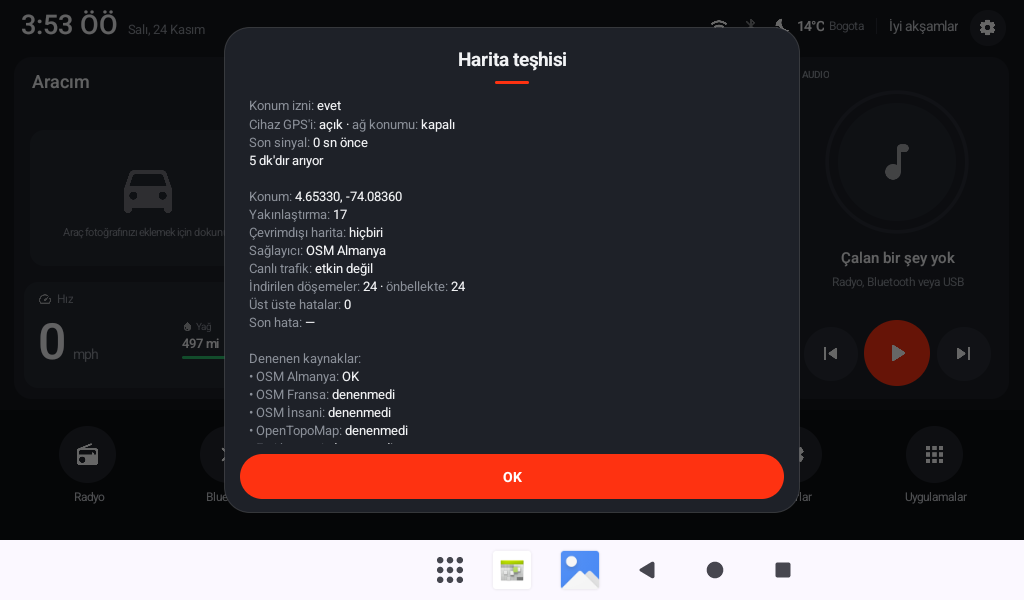 3:53 ÖÖ
Salı, 24 Kasım
14°C Bogota
İyi akşamlar
Aracım
Araç fotoğrafınızı eklemek için dokun
Hız
0 mph
Yağ
497 mi
Harita teşhisi
Konum izni: evet
Cihaz GPS'i: açık · ağ konumu: kapalı
Son sinyal: 0 sn önce
5 dk'dır arıyor
Konum: 4.65330, -74.08360
Yakınlaştırma: 17
Çevrimdışı harita: hiçbiri
Sağlayıcı: OSM Almanya
Canlı trafik: etkin değil
İndirilen döşemeler: 24 · önbellekte: 24
Üst üste hatalar: 0
Son hata: —
Denenen kaynaklar:
• OSM Almanya: OK
• OSM Fransa: denenmedi
• OSM İnsani: denenmedi
• OpenTopoMap: denenmedi
OK
AUDIO
Çalan bir şey yok
Radyo, Bluetooth veya USB
Radyo
Blue
lar
Uygulamalar